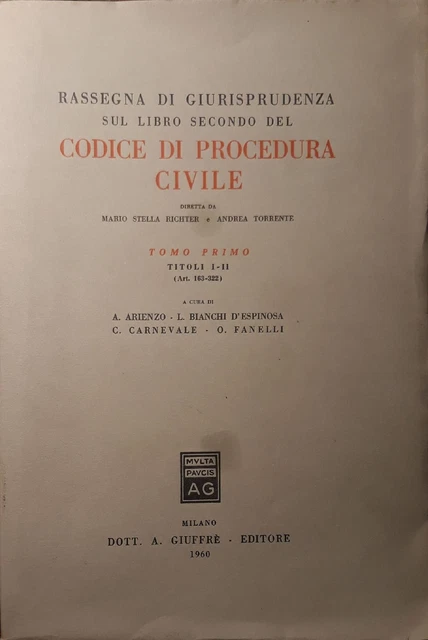 RASSEGNA DI GIURISPRUDENZA
SUL LIBRO SECONDO DEL
CODICE DI PROCEDURA
CIVILE
DIRETTA DA
MARIO STELLA RICHTER e ANDREA TORRENTE
TOMO PRIMO
TITOLI I-II
(Art. 163-322)
A CURA DI
A. ARIENZO - L. BIANCHI D'ESPINOSA
C. CARNEVALE - O. FANELLI
MVLTA
PAVCIS
AG
MILANO
DOTT. A. GIUFFRÈ - EDITORE
1960